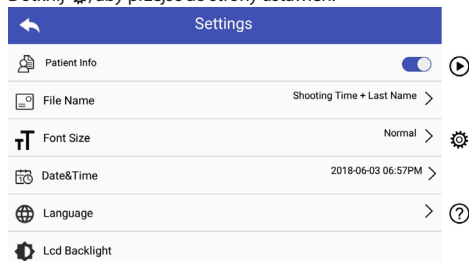 Settings
Patient Info
File Name Shooting Time + Last Name
Font Size Normal
Date&Time 2018-06-03 06:57PM
Language
Lcd Backlight